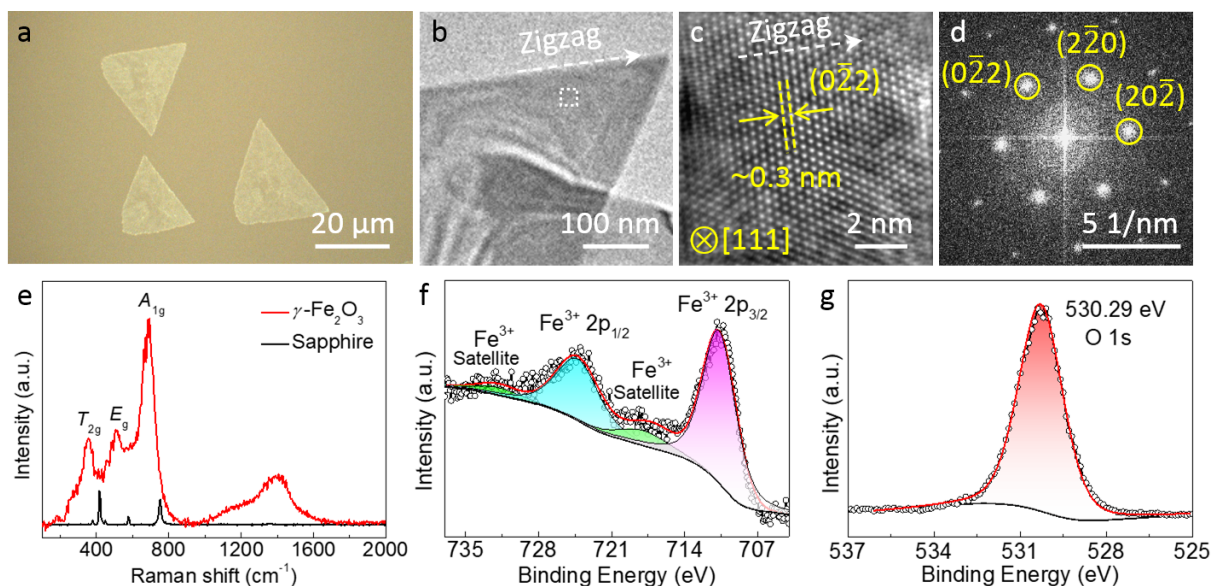 a
20 μm
b
Zigzag
100 nm
c
Zigzag
(02̅2)
~0.3 nm
⊗[111]
2 nm
d
(02̅2)
(22̅0)
(202̅)
5 1/nm
e
A₁g
T₂g
Eg
γ-Fe₂O₃
Sapphire
Intensity (a.u.)
400 800 1200 1600 2000
Raman shift (cm⁻¹)
f
Fe³⁺
Satellite
Fe³⁺ 2p₁/₂
Fe³⁺
Satellite
Fe³⁺ 2p₃/₂
Intensity (a.u.)
735 728 721 714 707
Binding Energy (eV)
g
530.29 eV
O 1s
Intensity (a.u.)
537 534 531 528 525
Binding Energy (eV)